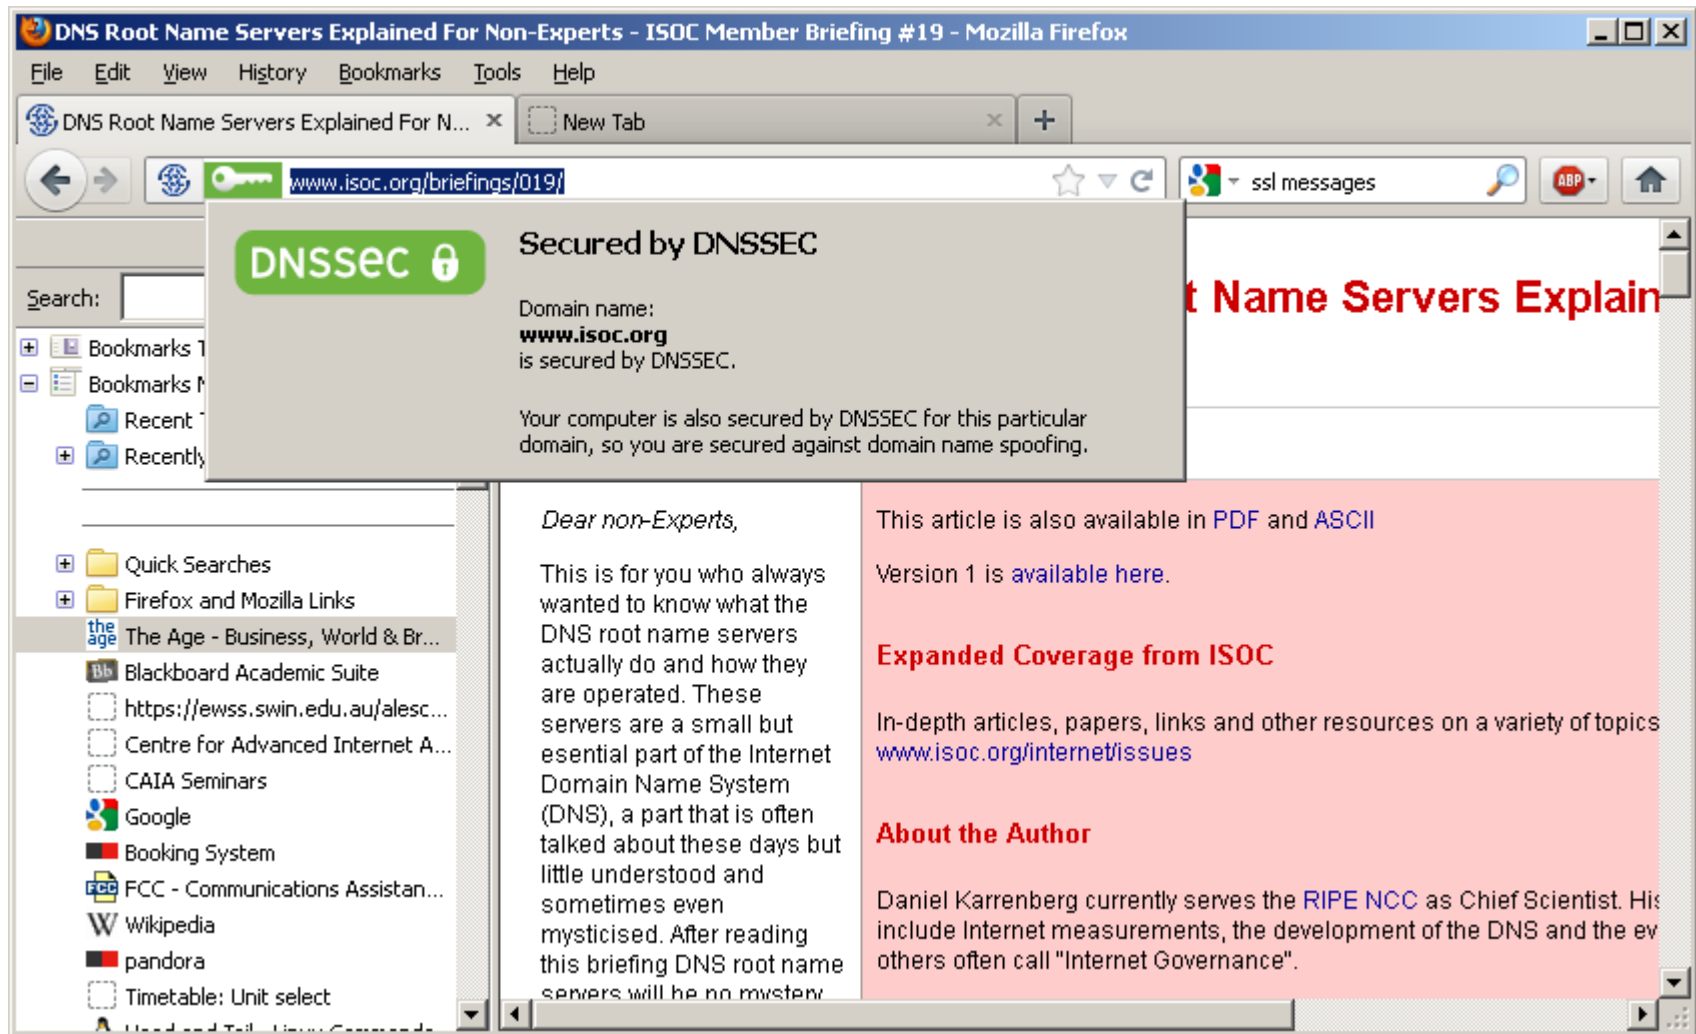 DNS Root Name Servers Explained For Non-Experts - ISOC Member Briefing #19 - Mozilla Firefox
File Edit View History Bookmarks Tools Help
DNS Root Name Servers Explained For N... New Tab
www.isoc.org/briefings/019/ ssl messages ABP
DNSSEC
Secured by DNSSEC
Domain name:
www.isoc.org
is secured by DNSSEC.
Your computer is also secured by DNSSEC for this particular
domain, so you are secured against domain name spoofing.
t Name Servers Explain
Search:
Bookmarks
Bookmarks
Recent
Recently
Quick Searches
Firefox and Mozilla Links
the age The Age - Business, World & Br...
Bb Blackboard Academic Suite
https://ewss.swin.edu.au/alesc...
Centre for Advanced Internet A...
CAIA Seminars
Google
Booking System
FCC FCC - Communications Assistan...
W Wikipedia
pandora
Timetable: Unit select
Dear non-Experts,
This is for you who always
wanted to know what the
DNS root name servers
actually do and how they
are operated. These
servers are a small but
esential part of the Internet
Domain Name System
(DNS), a part that is often
talked about these days but
little understood and
sometimes even
mysticised. After reading
this briefing DNS root name
servers will be no mystery
This article is also available in PDF and ASCII
Version 1 is available here.
Expanded Coverage from ISOC
In-depth articles, papers, links and other resources on a variety of topics
www.isoc.org/internet/issues
About the Author
Daniel Karrenberg currently serves the RIPE NCC as Chief Scientist. His
include Internet measurements, the development of the DNS and the ev
others often call "Internet Governance".